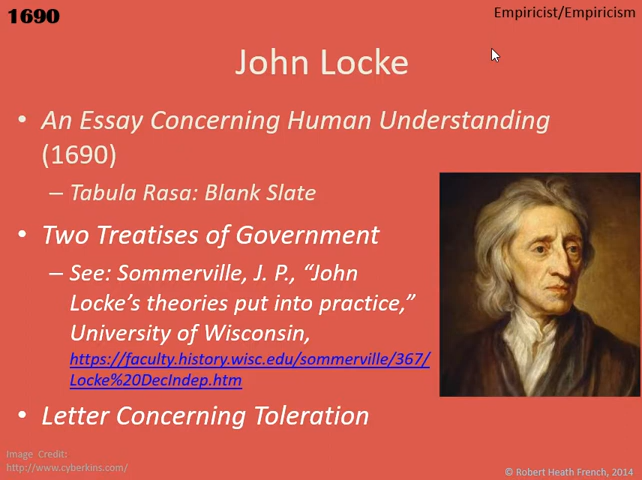 1690
Empiricist/Empiricism
John Locke
• An Essay Concerning Human Understanding
(1690)
– Tabula Rasa: Blank Slate
• Two Treatises of Government
– See: Sommerville, J. P., “John
Locke’s theories put into practice,”
University of Wisconsin,
https://faculty.history.wisc.edu/sommerville/367/
Locke%20DecIndep.htm
• Letter Concerning Toleration
Image Credit:
http://www.cyberkins.com/
© Robert Heath French, 2014